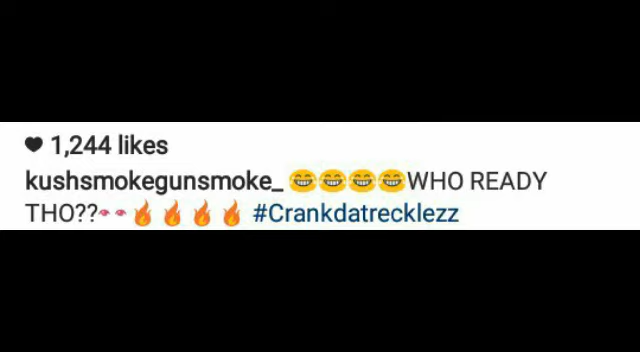 🖤 1,244 likes
kushsmokegunsmoke_ 😂😂😂😂WHO READY
THO??👀🔥🔥🔥🔥 #Crankdatrecklezz